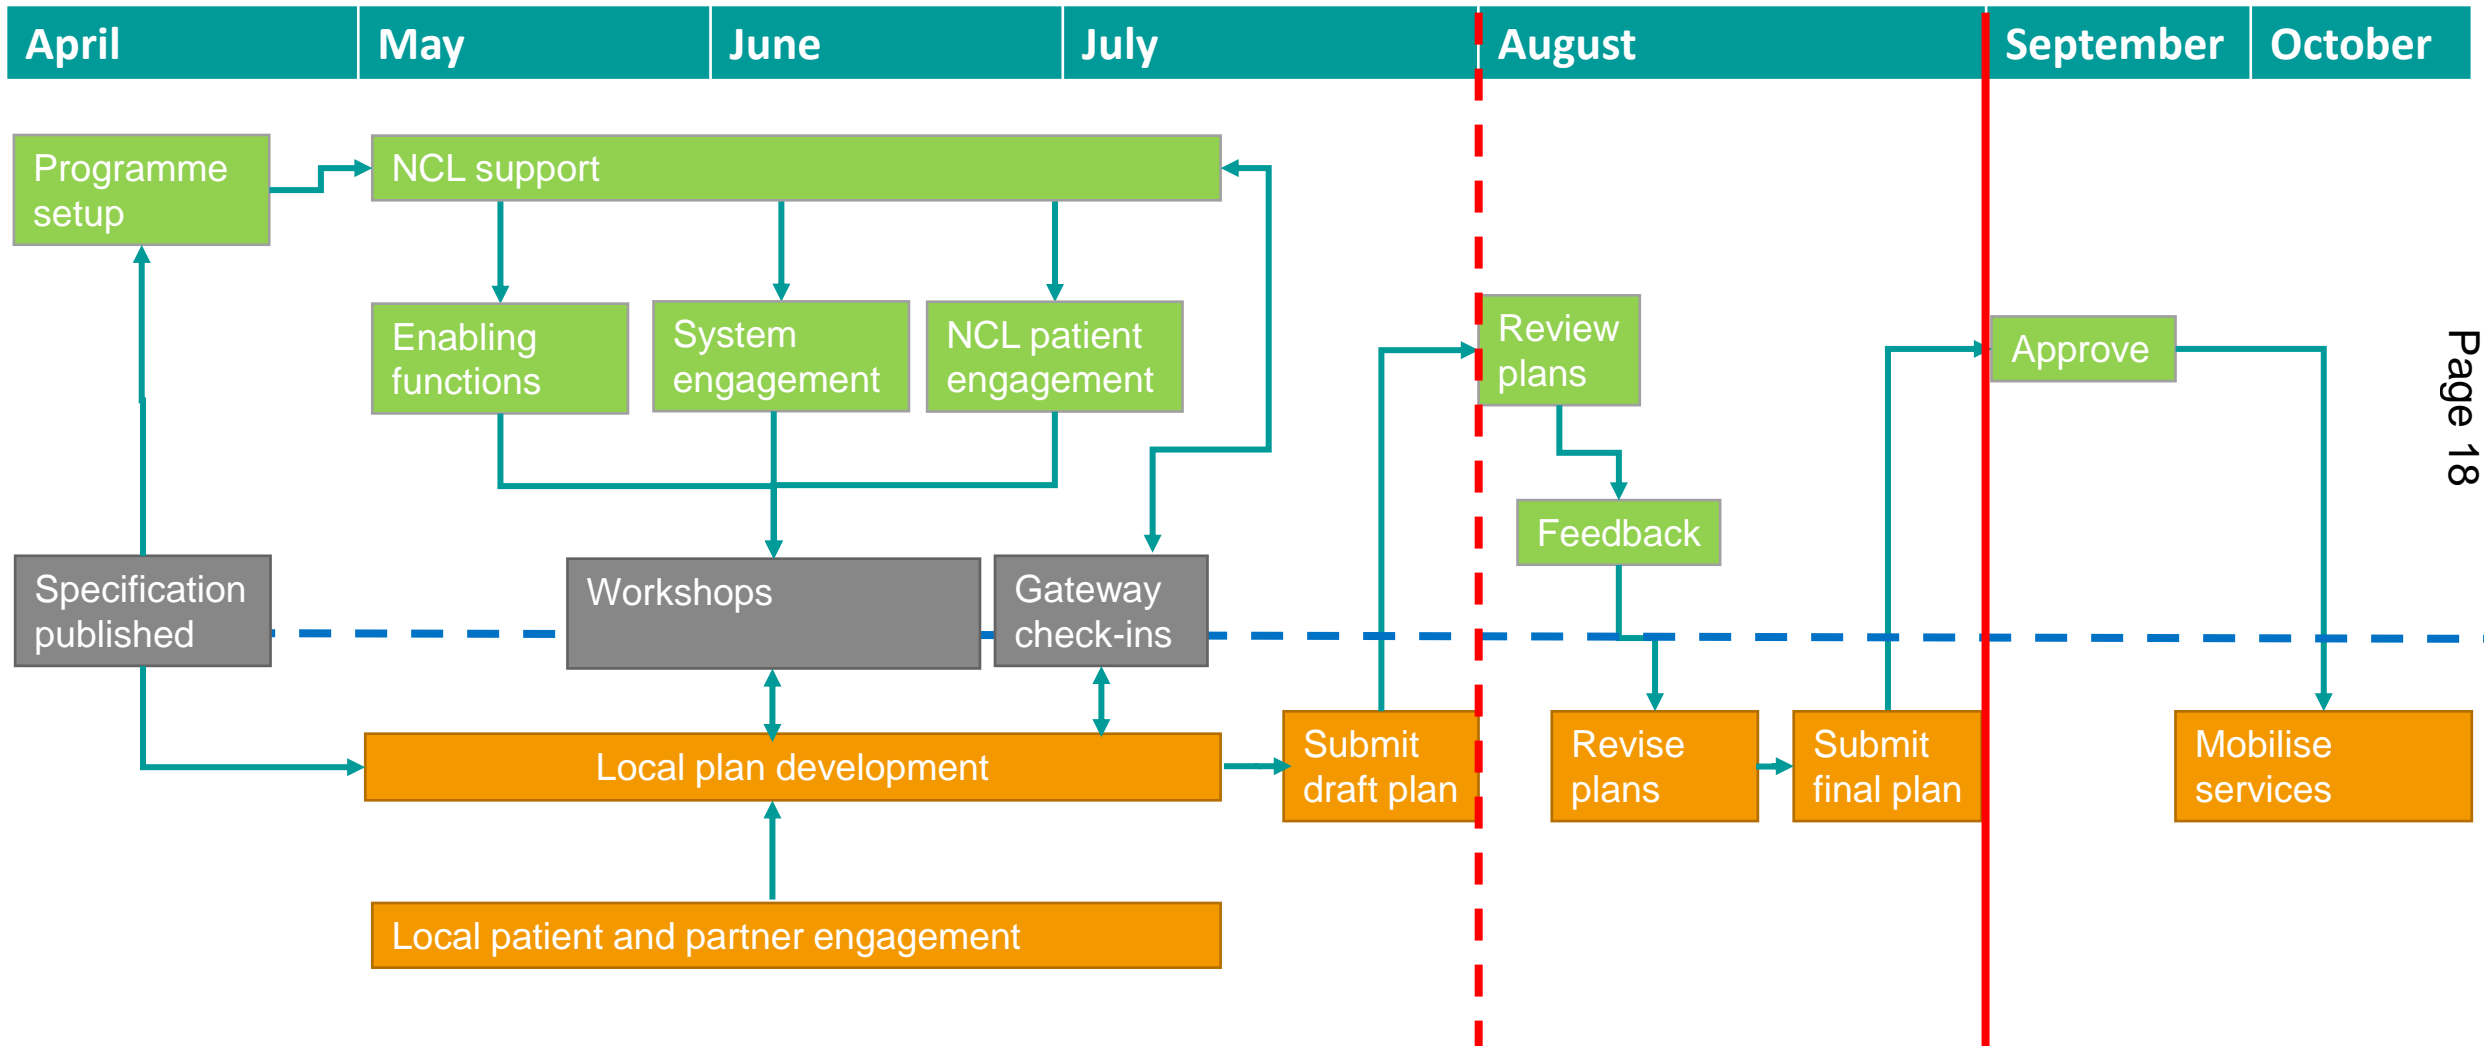 April
May
June
July
August
September
October
Programme
setup
NCL support
Enabling
functions
System
engagement
NCL patient
engagement
Review
plans
Approve
Feedback
Page 18
Specification
published
Workshops
Gateway
check-ins
Local plan development
Submit
draft plan
Revise
plans
Submit
final plan
Mobilise
services
Local patient and partner engagement